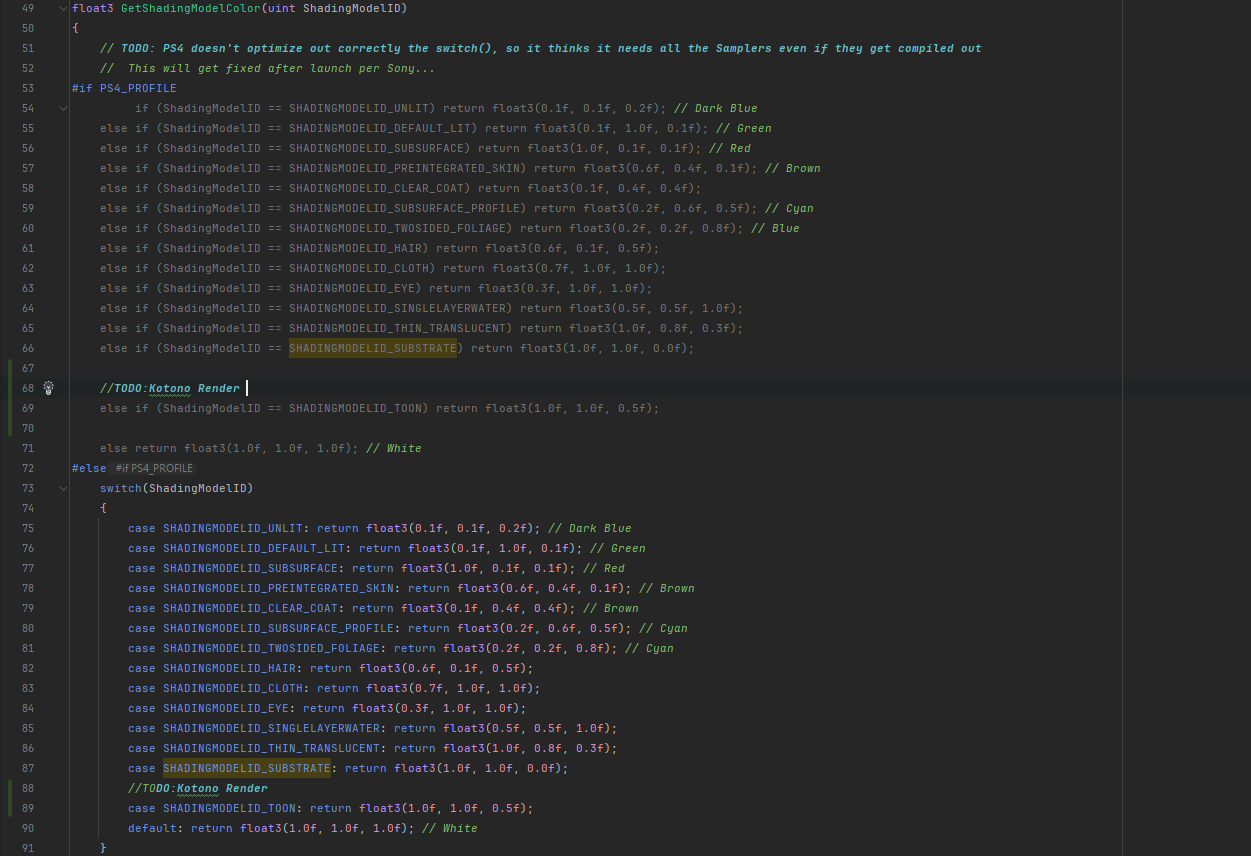 49 float3 GetShadingModelColor(uint ShadingModelID)
50 {
51 // TODO: PS4 doesn't optimize out correctly the switch(), so it thinks it needs all the Samplers even if they get compiled out
52 //  This will get fixed after launch per Sony...
53 #if PS4_PROFILE
54 if (ShadingModelID == SHADINGMODELID_UNLIT) return float3(0.1f, 0.1f, 0.2f); // Dark Blue
55 else if (ShadingModelID == SHADINGMODELID_DEFAULT_LIT) return float3(0.1f, 1.0f, 0.1f); // Green
56 else if (ShadingModelID == SHADINGMODELID_SUBSURFACE) return float3(1.0f, 0.1f, 0.1f); // Red
57 else if (ShadingModelID == SHADINGMODELID_PREINTEGRATED_SKIN) return float3(0.6f, 0.4f, 0.1f); // Brown
58 else if (ShadingModelID == SHADINGMODELID_CLEAR_COAT) return float3(0.1f, 0.4f, 0.4f);
59 else if (ShadingModelID == SHADINGMODELID_SUBSURFACE_PROFILE) return float3(0.2f, 0.6f, 0.5f); // Cyan
60 else if (ShadingModelID == SHADINGMODELID_TWOSIDED_FOLIAGE) return float3(0.2f, 0.2f, 0.8f); // Blue
61 else if (ShadingModelID == SHADINGMODELID_HAIR) return float3(0.6f, 0.1f, 0.5f);
62 else if (ShadingModelID == SHADINGMODELID_CLOTH) return float3(0.7f, 1.0f, 1.0f);
63 else if (ShadingModelID == SHADINGMODELID_EYE) return float3(0.3f, 1.0f, 1.0f);
64 else if (ShadingModelID == SHADINGMODELID_SINGLELAYERWATER) return float3(0.5f, 0.5f, 1.0f);
65 else if (ShadingModelID == SHADINGMODELID_THIN_TRANSLUCENT) return float3(1.0f, 0.8f, 0.3f);
66 else if (ShadingModelID == SHADINGMODELID_SUBSTRATE) return float3(1.0f, 1.0f, 0.0f);
67
68 //TODO:Kotono Render
69 else if (ShadingModelID == SHADINGMODELID_TOON) return float3(1.0f, 1.0f, 0.5f);
70
71 else return float3(1.0f, 1.0f, 1.0f); // White
72 #else #if PS4_PROFILE
73 switch(ShadingModelID)
74 {
75 case SHADINGMODELID_UNLIT: return float3(0.1f, 0.1f, 0.2f); // Dark Blue
76 case SHADINGMODELID_DEFAULT_LIT: return float3(0.1f, 1.0f, 0.1f); // Green
77 case SHADINGMODELID_SUBSURFACE: return float3(1.0f, 0.1f, 0.1f); // Red
78 case SHADINGMODELID_PREINTEGRATED_SKIN: return float3(0.6f, 0.4f, 0.1f); // Brown
79 case SHADINGMODELID_CLEAR_COAT: return float3(0.1f, 0.4f, 0.4f); // Brown
80 case SHADINGMODELID_SUBSURFACE_PROFILE: return float3(0.2f, 0.6f, 0.5f); // Cyan
81 case SHADINGMODELID_TWOSIDED_FOLIAGE: return float3(0.2f, 0.2f, 0.8f); // Cyan
82 case SHADINGMODELID_HAIR: return float3(0.6f, 0.1f, 0.5f);
83 case SHADINGMODELID_CLOTH: return float3(0.7f, 1.0f, 1.0f);
84 case SHADINGMODELID_EYE: return float3(0.3f, 1.0f, 1.0f);
85 case SHADINGMODELID_SINGLELAYERWATER: return float3(0.5f, 0.5f, 1.0f);
86 case SHADINGMODELID_THIN_TRANSLUCENT: return float3(1.0f, 0.8f, 0.3f);
87 case SHADINGMODELID_SUBSTRATE: return float3(1.0f, 1.0f, 0.0f);
88 //TODO:Kotono Render
89 case SHADINGMODELID_TOON: return float3(1.0f, 1.0f, 0.5f);
90 default: return float3(1.0f, 1.0f, 1.0f); // White
91 }